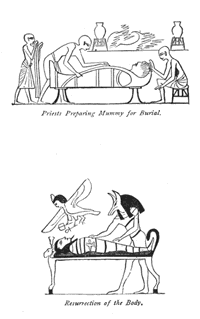 Priests Preparing Mummy for Burial.
Resurrection of the Body.